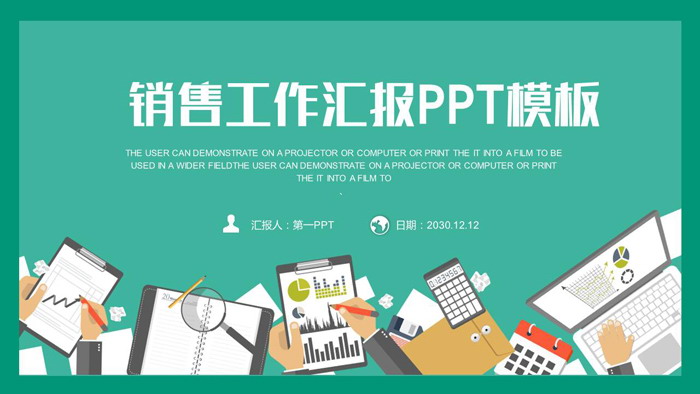 销售工作汇报PPT模板
THE USER CAN DEMONSTRATE ON A PROJECTOR OR COMPUTER OR PRINT THE IT INTO A FILM TO BE
USED IN A WIDER FIELDTHE USER CAN DEMONSTRATE ON A PROJECTOR OR COMPUTER OR PRINT
THE IT INTO A FILM TO
、
汇报人：第一PPT
日期：2030.12.12
1234567890